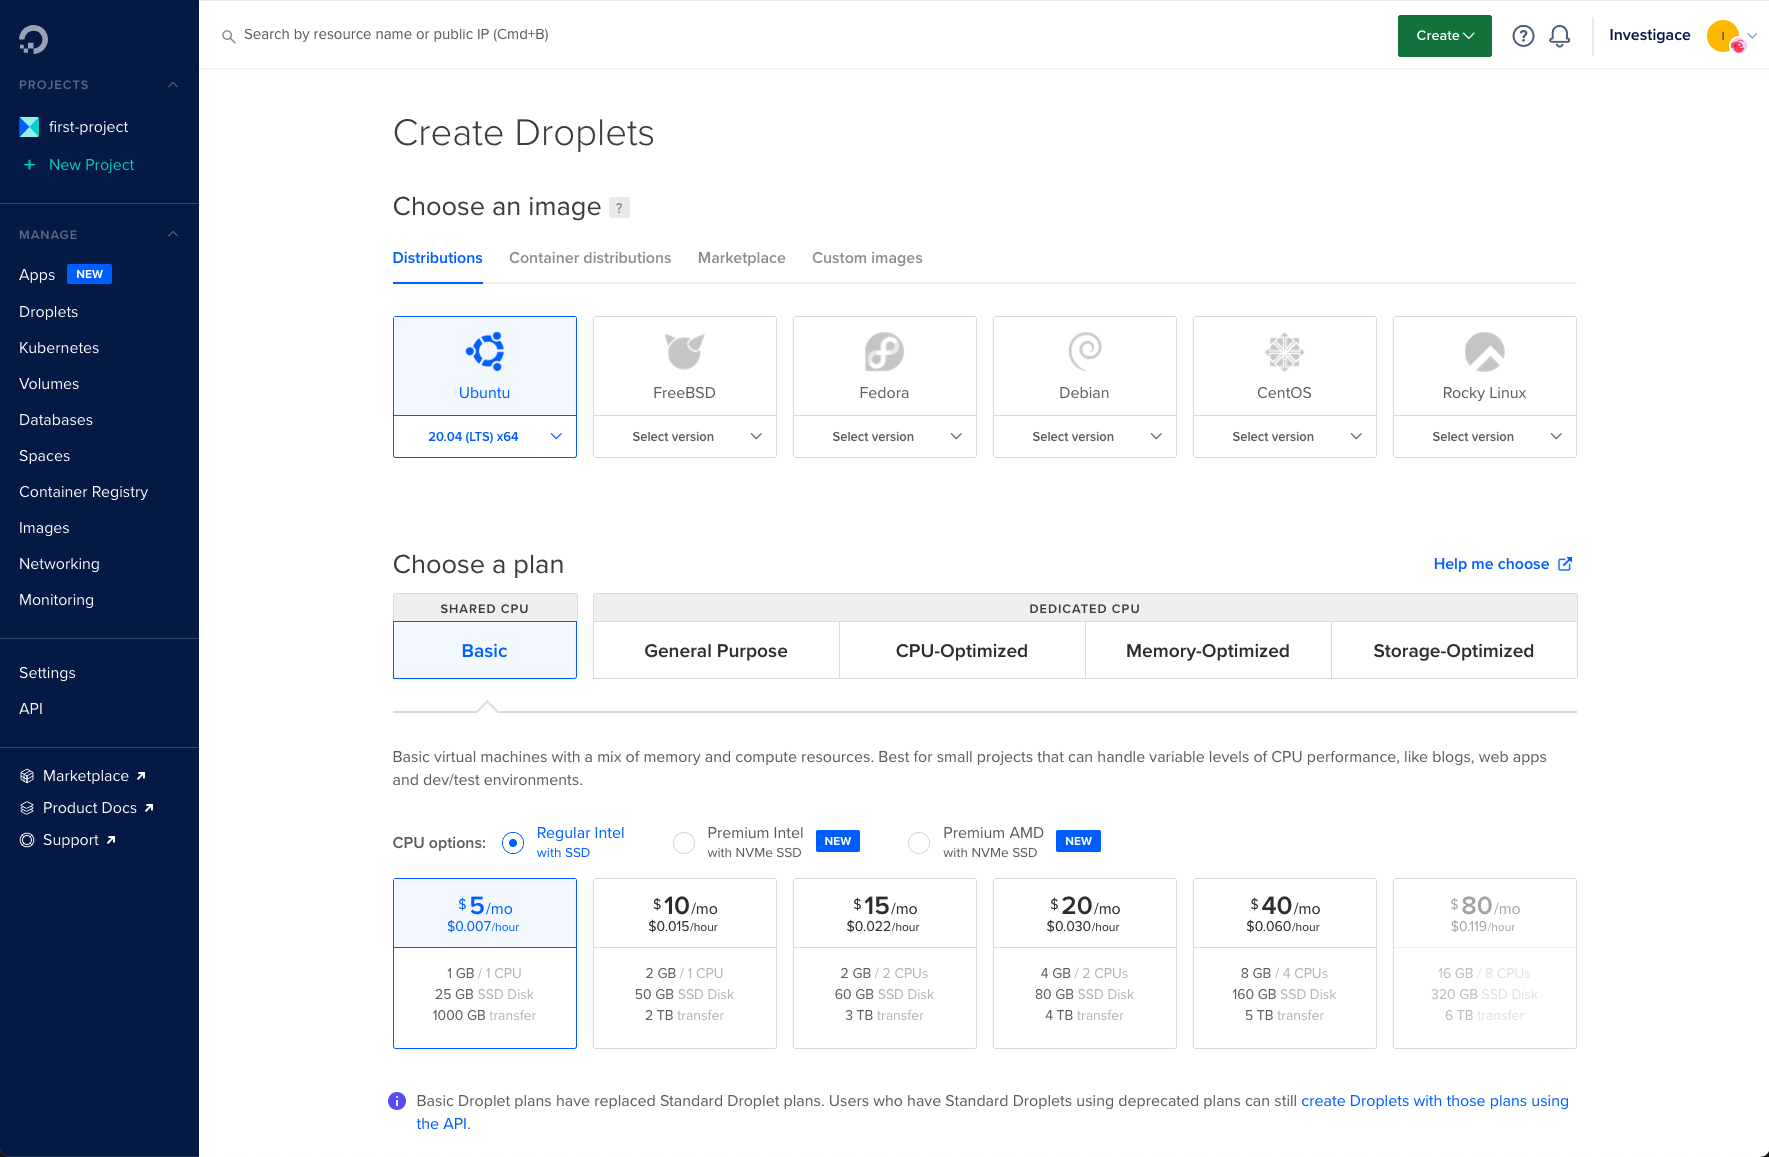 Search by resource name or public IP (Cmd+B)
Create
?
Investigace
I
PROJECTS
first-project
+ New Project
MANAGE
Apps NEW
Droplets
Kubernetes
Volumes
Databases
Spaces
Container Registry
Images
Networking
Monitoring
Settings
API
Marketplace
Product Docs
Support
Create Droplets
Choose an image ?
Distributions Container distributions Marketplace Custom images
Ubuntu FreeBSD Fedora Debian CentOS Rocky Linux
20.04 (LTS) x64 Select version Select version Select version Select version Select version
Choose a plan Help me choose
SHARED CPU DEDICATED CPU
Basic General Purpose CPU-Optimized Memory-Optimized Storage-Optimized
Basic virtual machines with a mix of memory and compute resources. Best for small projects that can handle variable levels of CPU performance, like blogs, web apps
and dev/test environments.
CPU options:
Regular Intel
with SSD
Premium Intel
with NVMe SSD
NEW
Premium AMD
with NVMe SSD
NEW
$5/mo
$0.007/hour
1 GB / 1 CPU
25 GB SSD Disk
1000 GB transfer
$10/mo
$0.015/hour
2 GB / 1 CPU
50 GB SSD Disk
2 TB transfer
$15/mo
$0.022/hour
2 GB / 2 CPUs
60 GB SSD Disk
3 TB transfer
$20/mo
$0.030/hour
4 GB / 2 CPUs
80 GB SSD Disk
4 TB transfer
$40/mo
$0.060/hour
8 GB / 4 CPUs
160 GB SSD Disk
5 TB transfer
$80/mo
$0.119/hour
16 GB / 8 CPUs
320 GB SSD Disk
6 TB transfer
Basic Droplet plans have replaced Standard Droplet plans. Users who have Standard Droplets using deprecated plans can still create Droplets with those plans using
the API.